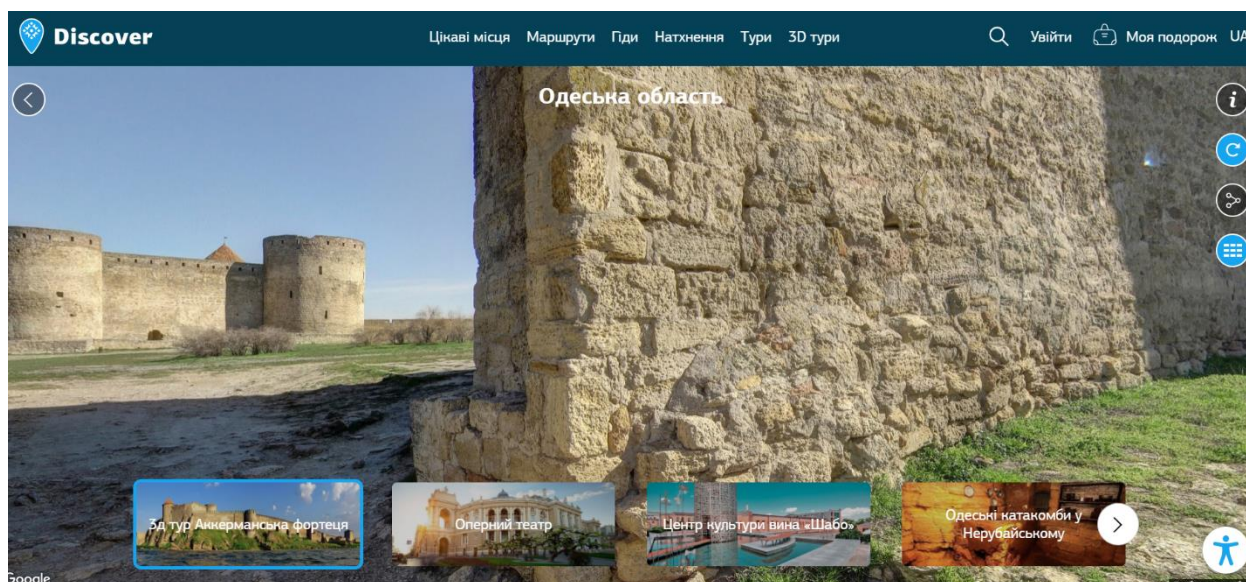 Discover
Цікаві місця Маршрути Гіди Натхнення Тури 3D тури
Увійти Моя подорож UA
Одеська область
i
3д тур Аккерманська фортеця
Оперний театр
Центр культури вина «Шабо»
Одеські катакомби у
Нерубайському
Google